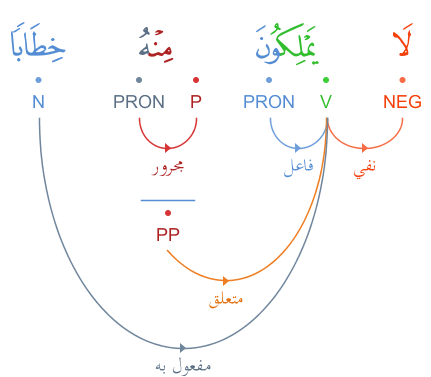 لَا يَمْلِكُونَ مِنْهُ خِطَابًا
NEG V PRON P PRON N
نفي فاعل مجرور
PP
متعلق
مفعول به